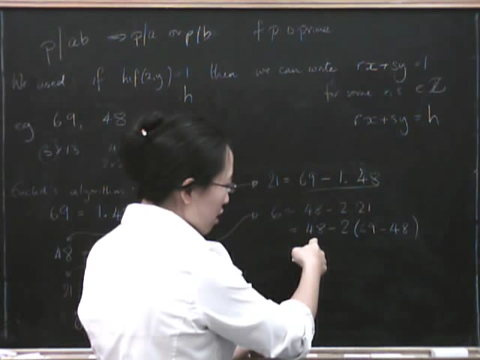 p|ab ⇒ p|a or p|b if p is prime
We used: if hcf(x,y) = 1 then we can write rx+sy = 1
h for some r,s ∈ Z
eg. 69, 48 rx+sy = h
Euclid's algorithm
21 = 69 - 1.48
69 = 1.4
6 = 48 - 2.21
= 48 - 2(69-48)
48 =
21